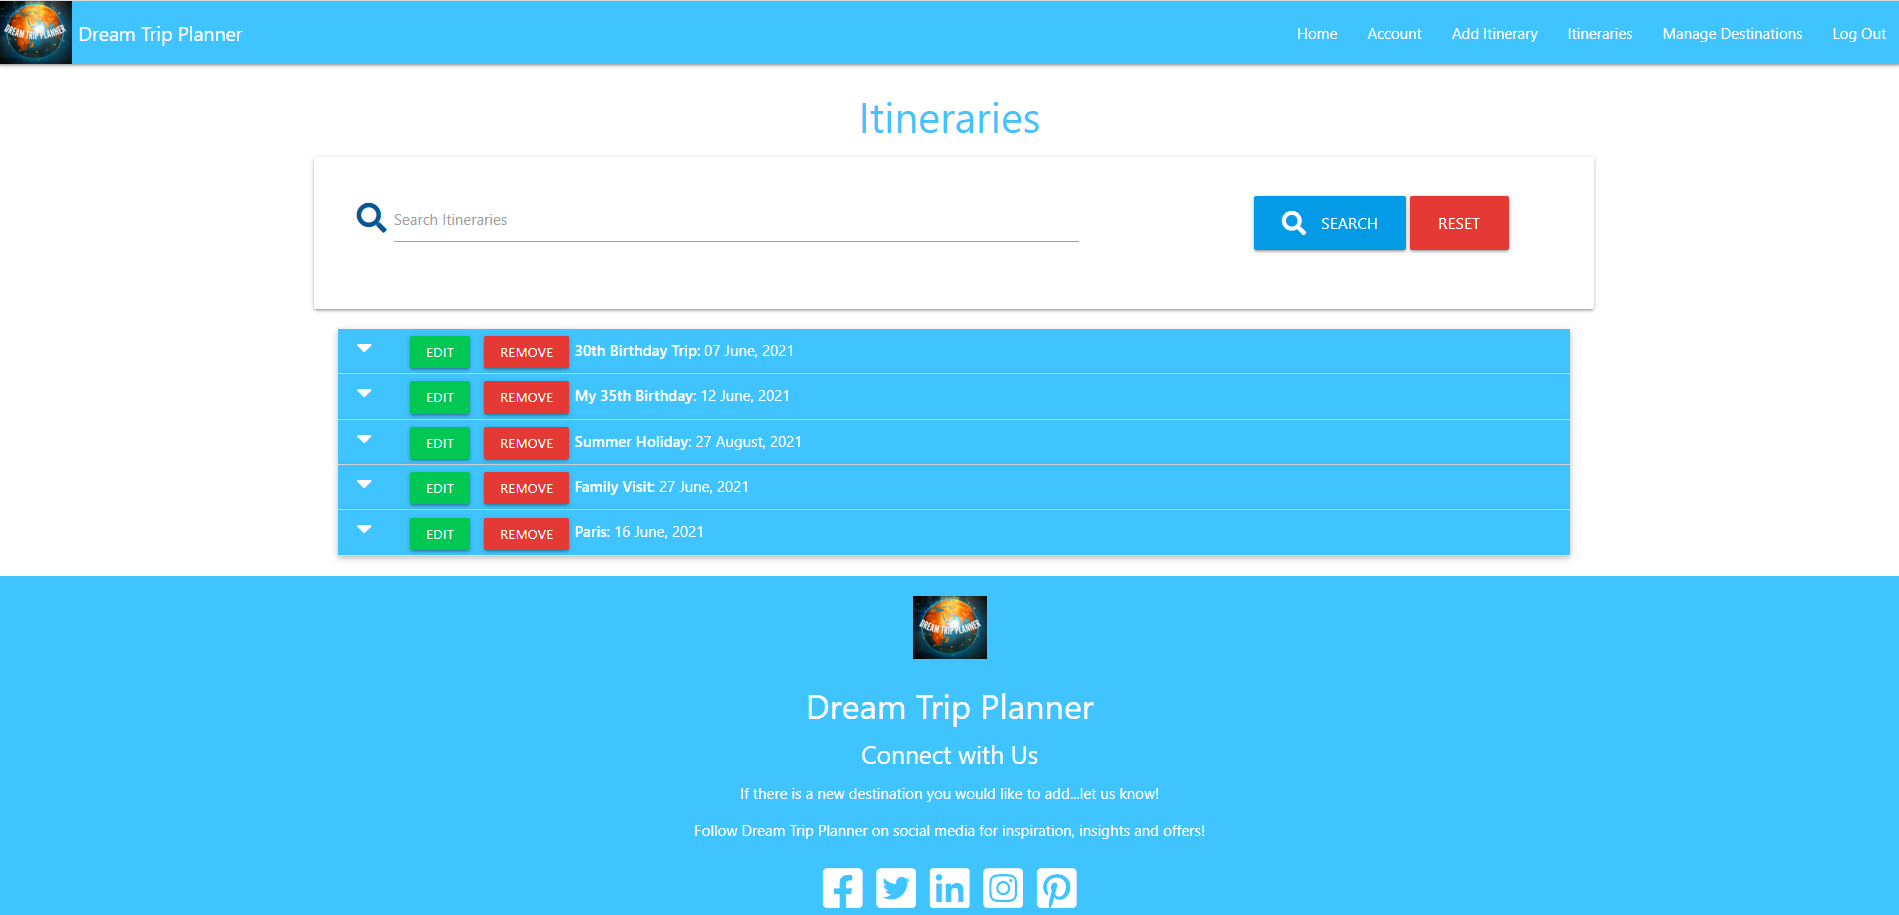 DREAM TRIP PLANNER
Dream Trip Planner
Home Account Add Itinerary Itineraries Manage Destinations Log Out
Itineraries
Search Itineraries
SEARCH RESET
EDIT REMOVE 30th Birthday Trip: 07 June, 2021
EDIT REMOVE My 35th Birthday: 12 June, 2021
EDIT REMOVE Summer Holiday: 27 August, 2021
EDIT REMOVE Family Visit: 27 June, 2021
EDIT REMOVE Paris: 16 June, 2021
DREAM TRIP PLANNER
Dream Trip Planner
Connect with Us
If there is a new destination you would like to add...let us know!
Follow Dream Trip Planner on social media for inspiration, insights and offers!